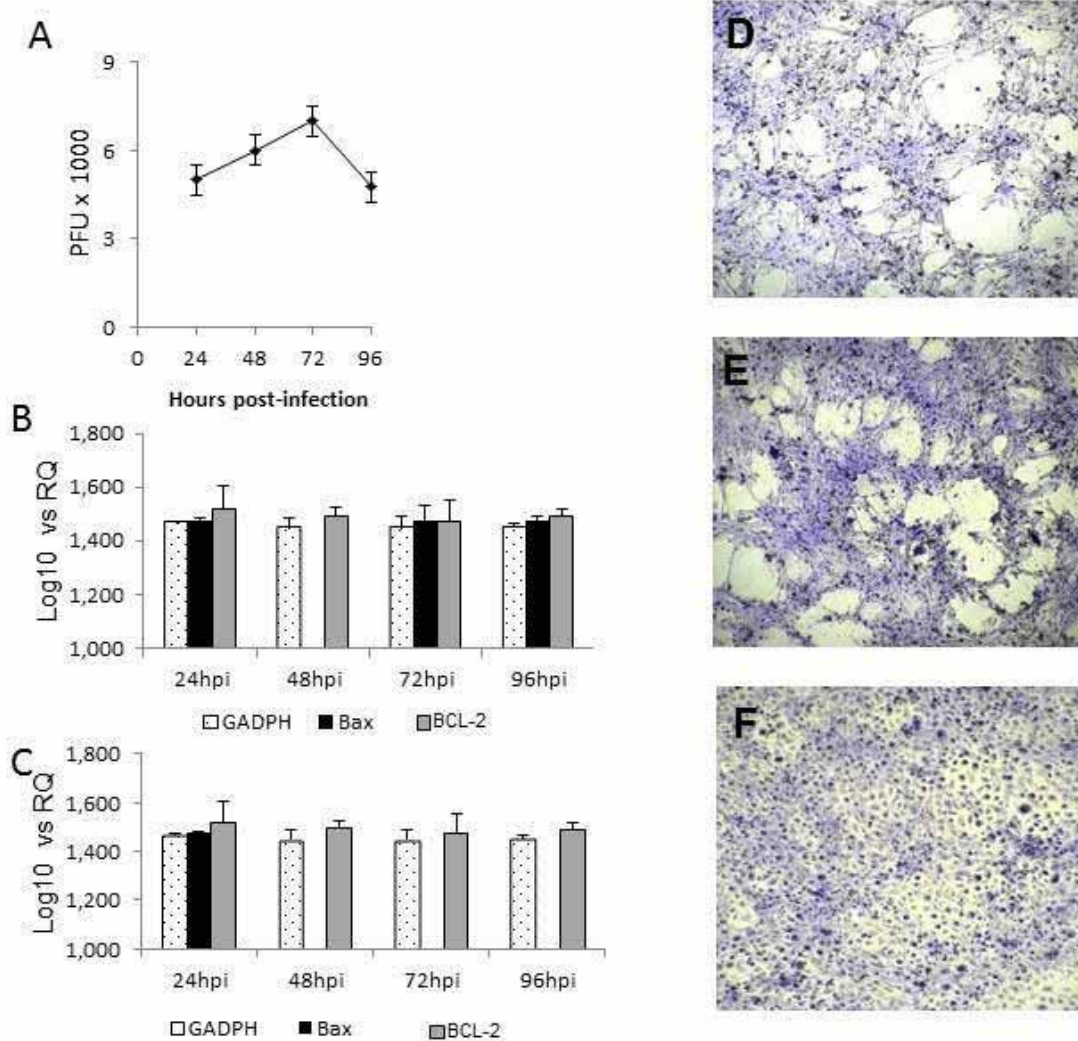 A
9
6
3
0
PFU x 1000
0 24 48 72 96
Hours post-infection
B
1,800
1,600
1,400
1,200
1,000
Log10 vs RQ
24hpi 48hpi 72hpi 96hpi
GADPH Bax BCL-2
C
1,800
1,600
1,400
1,200
1,000
Log10 vs RQ
24hpi 48hpi 72hpi 96hpi
GADPH Bax BCL-2
D
E
F